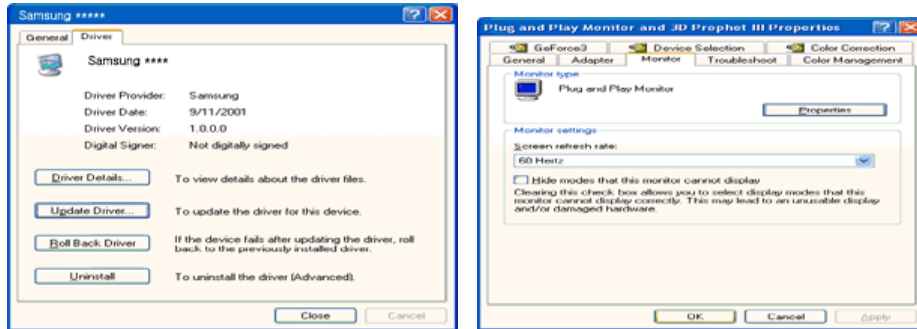 Samsung *****
General Driver
Samsung ****
Driver Provider: Samsung
Driver Date: 9/11/2001
Driver Version: 1.0.0.0
Digital Signer: Not digitally signed
Driver Details... To view details about the driver files.
Update Driver... To update the driver for this device.
Roll Back Driver If the device fails after updating the driver, roll
back to the previously installed driver.
Uninstall To uninstall the driver (Advanced).
Close Cancel
Plug and Play Monitor and 3D Prophet III Properties
GeForce3 Device Selection Color Correction
General Adapter Monitor Troubleshoot Color Management
Monitor type
Plug and Play Monitor
Properties
Monitor settings
Screen refresh rate:
60 Hertz
Hide modes that this monitor cannot display
Clearing this check box allows you to select display modes that this
monitor cannot display correctly. This may lead to an unusable display
and/or damaged hardware.
OK Cancel Apply